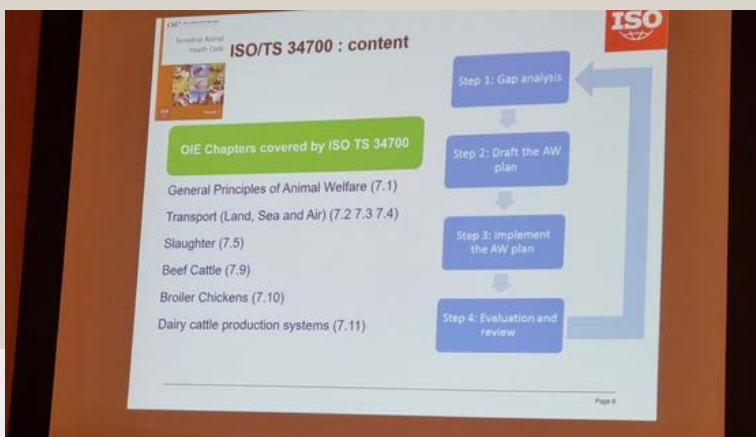 Terrestrial Animal
Health Code
ISO/TS 34700 : content
ISO
OIE Chapters covered by ISO TS 34700
General Principles of Animal Welfare (7.1)
Transport (Land, Sea and Air) (7.2 7.3 7.4)
Slaughter (7.5)
Beef Cattle (7.9)
Broiler Chickens (7.10)
Dairy cattle production systems (7.11)
Step 1: Gap analysis
Step 2: Draft the AW
plan
Step 3: Implement
the AW plan
Step 4: Evaluation and
review
Page 6